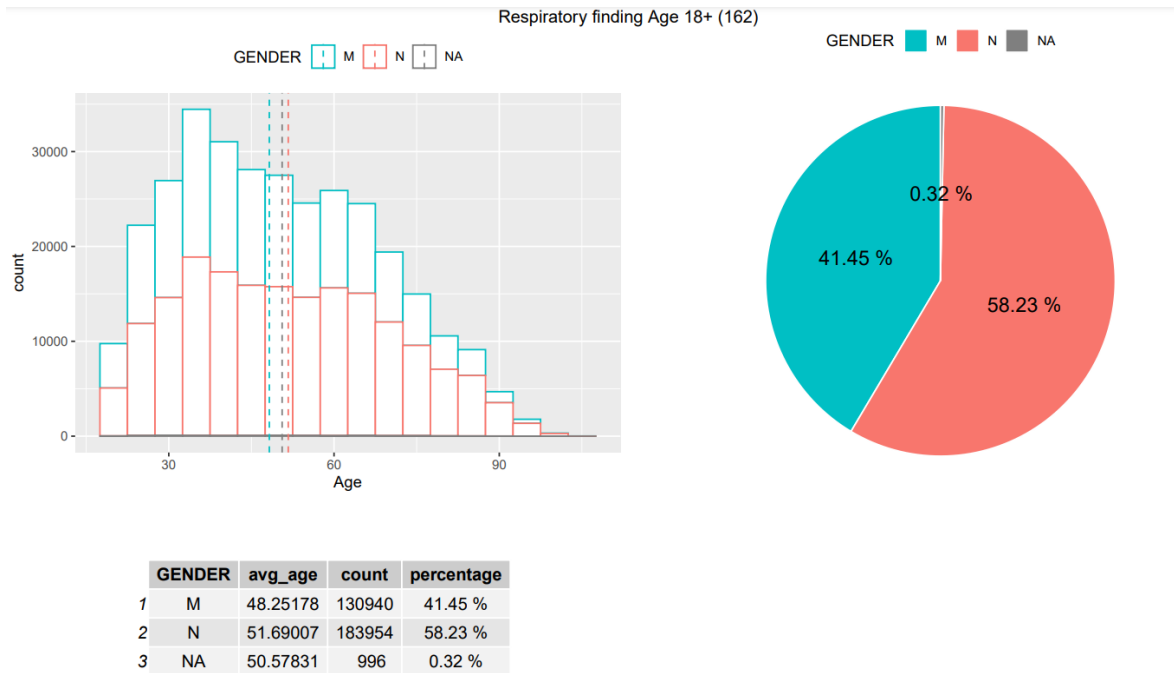 Respiratory finding Age 18+ (162)
GENDER M N NA
30000
20000
10000
0
count
30 60 90
Age
GENDER M N NA
0.32 %
41.45 %
58.23 %
GENDER avg_age count percentage
1 M 48.25178 130940 41.45 %
2 N 51.69007 183954 58.23 %
3 NA 50.57831 996 0.32 %